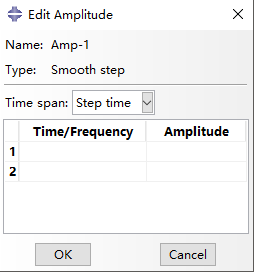 Edit Amplitude
Name: Amp-1
Type: Smooth step
Time span: Step time
Time/Frequency Amplitude
1
2
OK Cancel